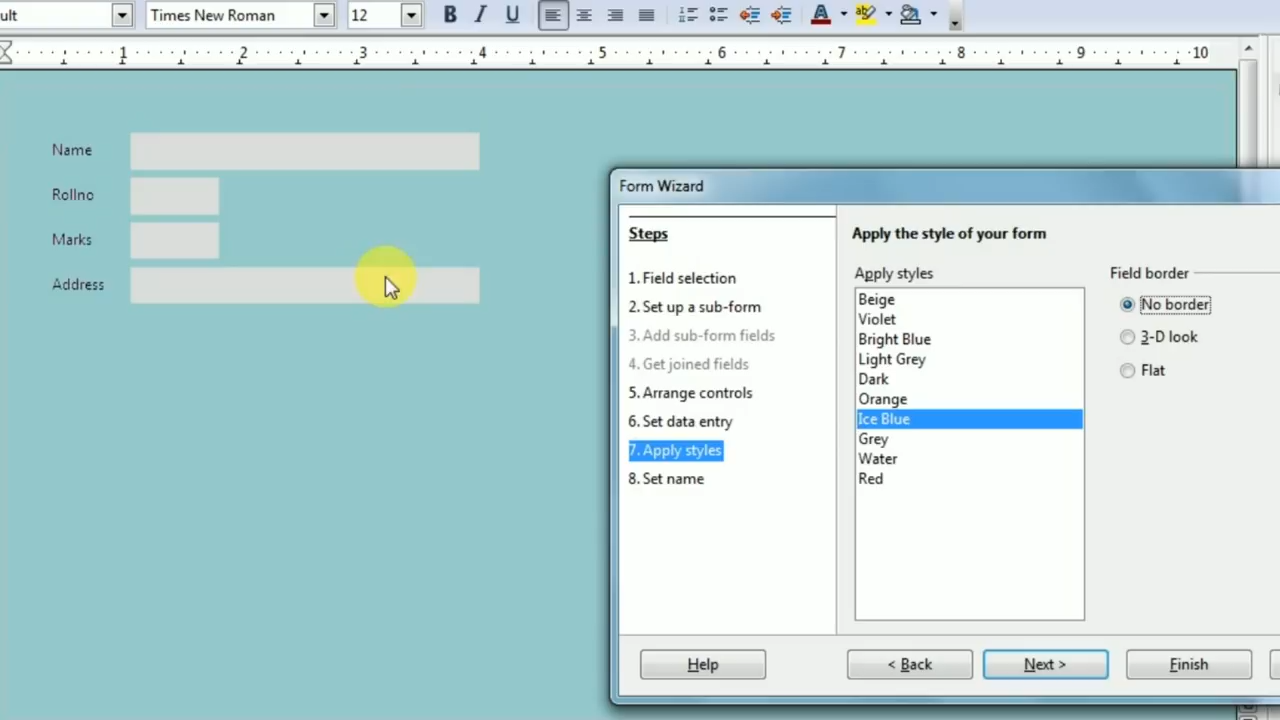 ult Times New Roman 12 B I U
1 2 3 4 5 6 7 8 9 10
Name
Rollno
Marks
Address
Form Wizard
Steps
1. Field selection
2. Set up a sub-form
3. Add sub-form fields
4. Get joined fields
5. Arrange controls
6. Set data entry
7. Apply styles
8. Set name
Apply the style of your form
Apply styles
Beige
Violet
Bright Blue
Light Grey
Dark
Orange
Ice Blue
Grey
Water
Red
Field border
No border
3-D look
Flat
Help < Back Next > Finish